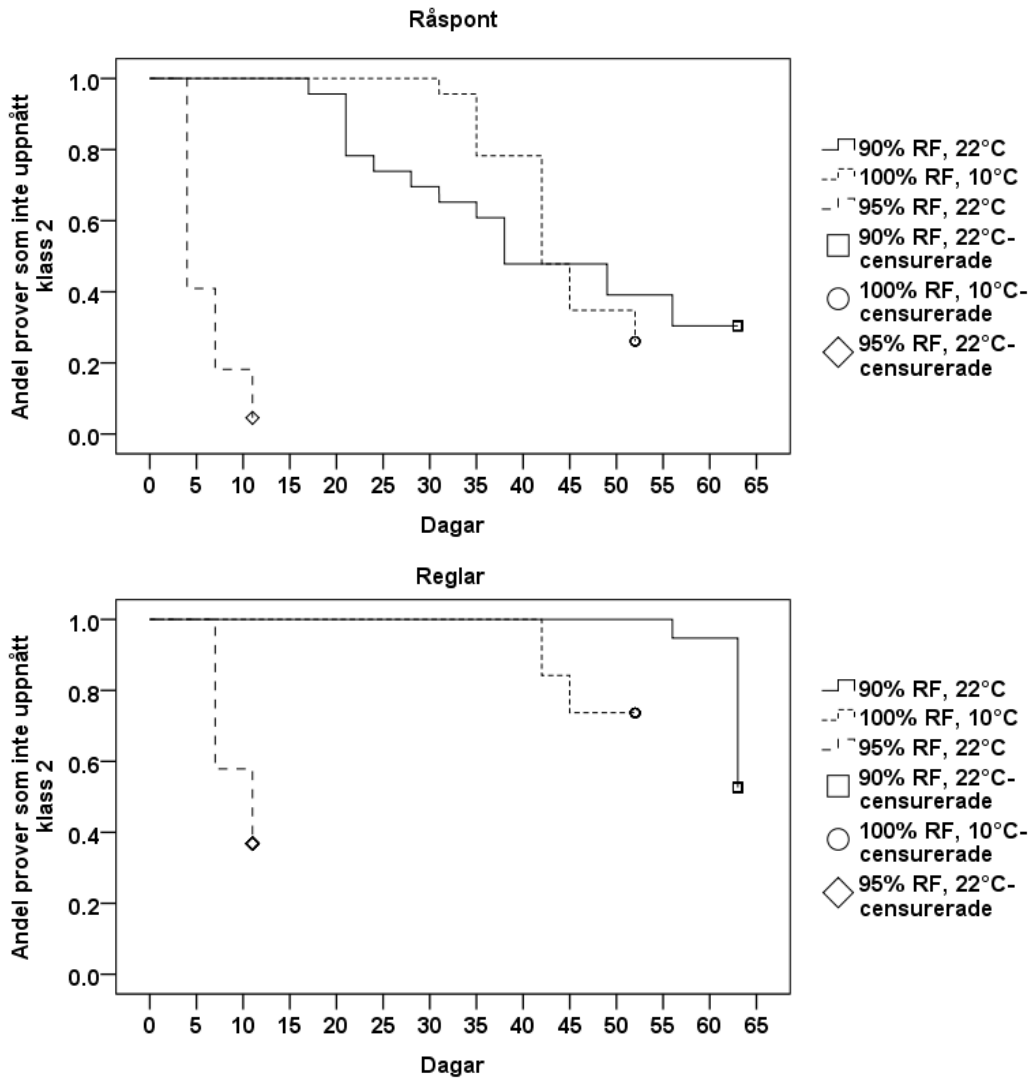 Råspont
Andel prover som inte uppnått
klass 2
1.0
0.8
0.6
0.4
0.2
0.0
0 5 10 15 20 25 30 35 40 45 50 55 60 65
Dagar
90% RF, 22°C
100% RF, 10°C
95% RF, 22°C
90% RF, 22°C-
censurerade
100% RF, 10°C-
censurerade
95% RF, 22°C-
censurerade
Reglar
Andel prover som inte uppnått
klass 2
1.0
0.8
0.6
0.4
0.2
0.0
0 5 10 15 20 25 30 35 40 45 50 55 60 65
Dagar
90% RF, 22°C
100% RF, 10°C
95% RF, 22°C
90% RF, 22°C-
censurerade
100% RF, 10°C-
censurerade
95% RF, 22°C-
censurerade